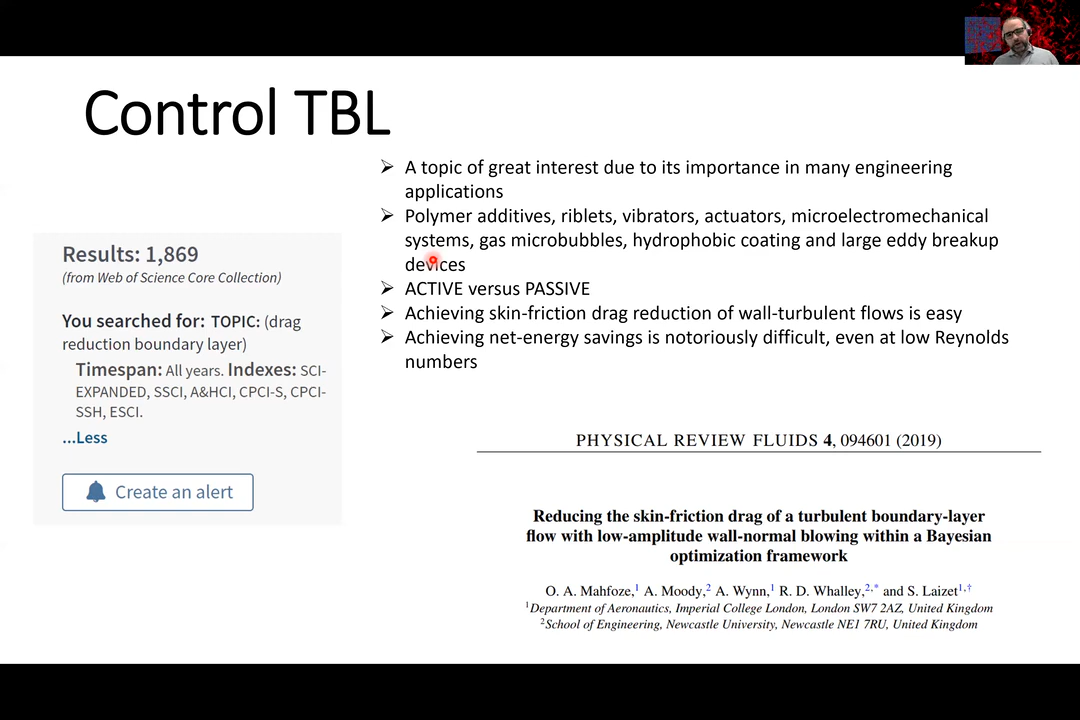 Control TBL
➢ A topic of great interest due to its importance in many engineering
applications
➢ Polymer additives, riblets, vibrators, actuators, microelectromechanical
systems, gas microbubbles, hydrophobic coating and large eddy breakup
devices
➢ ACTIVE versus PASSIVE
➢ Achieving skin-friction drag reduction of wall-turbulent flows is easy
➢ Achieving net-energy savings is notoriously difficult, even at low Reynolds
numbers
Results: 1,869
(from Web of Science Core Collection)
You searched for: TOPIC: (drag
reduction boundary layer)
Timespan: All years. Indexes: SCI-
EXPANDED, SSCI, A&HCI, CPCI-S, CPCI-
SSH, ESCI.
...Less
Create an alert
PHYSICAL REVIEW FLUIDS 4, 094601 (2019)
Reducing the skin-friction drag of a turbulent boundary-layer
flow with low-amplitude wall-normal blowing within a Bayesian
optimization framework
O. A. Mahfoze,1 A. Moody,2 A. Wynn,1 R. D. Whalley,2,* and S. Laizet1,†
1Department of Aeronautics, Imperial College London, London SW7 2AZ, United Kingdom
2School of Engineering, Newcastle University, Newcastle NE1 7RU, United Kingdom